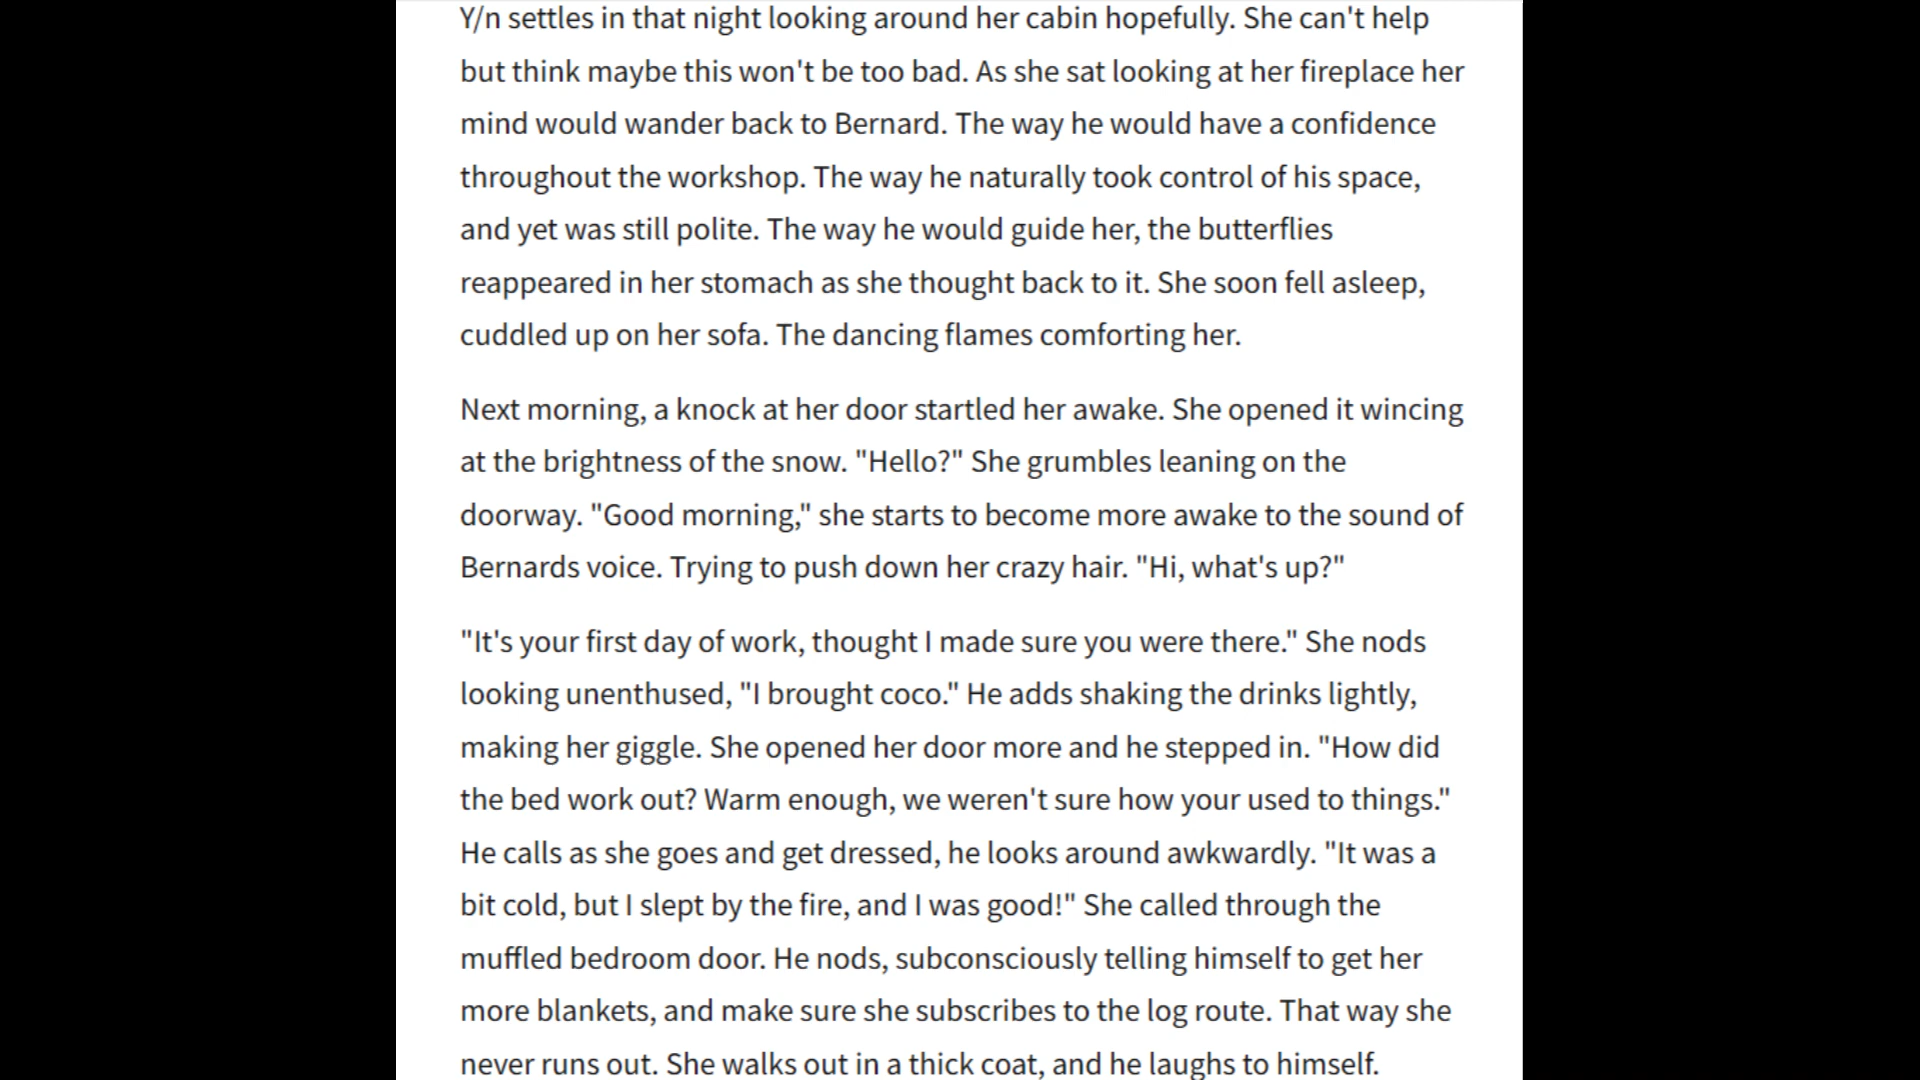 Y/n settles in that night looking around her cabin hopefully. She can't help
but think maybe this won't be too bad. As she sat looking at her fireplace her
mind would wander back to Bernard. The way he would have a confidence
throughout the workshop. The way he naturally took control of his space,
and yet was still polite. The way he would guide her, the butterflies
reappeared in her stomach as she thought back to it. She soon fell asleep,
cuddled up on her sofa. The dancing flames comforting her.
Next morning, a knock at her door startled her awake. She opened it wincing
at the brightness of the snow. "Hello?" She grumbles leaning on the
doorway. "Good morning," she starts to become more awake to the sound of
Bernards voice. Trying to push down her crazy hair. "Hi, what's up?"
"It's your first day of work, thought I made sure you were there." She nods
looking unenthused, "I brought coco." He adds shaking the drinks lightly,
making her giggle. She opened her door more and he stepped in. "How did
the bed work out? Warm enough, we weren't sure how your used to things."
He calls as she goes and get dressed, he looks around awkwardly. "It was a
bit cold, but I slept by the fire, and I was good!" She called through the
muffled bedroom door. He nods, subconsciously telling himself to get her
more blankets, and make sure she subscribes to the log route. That way she
never runs out. She walks out in a thick coat, and he laughs to himself.